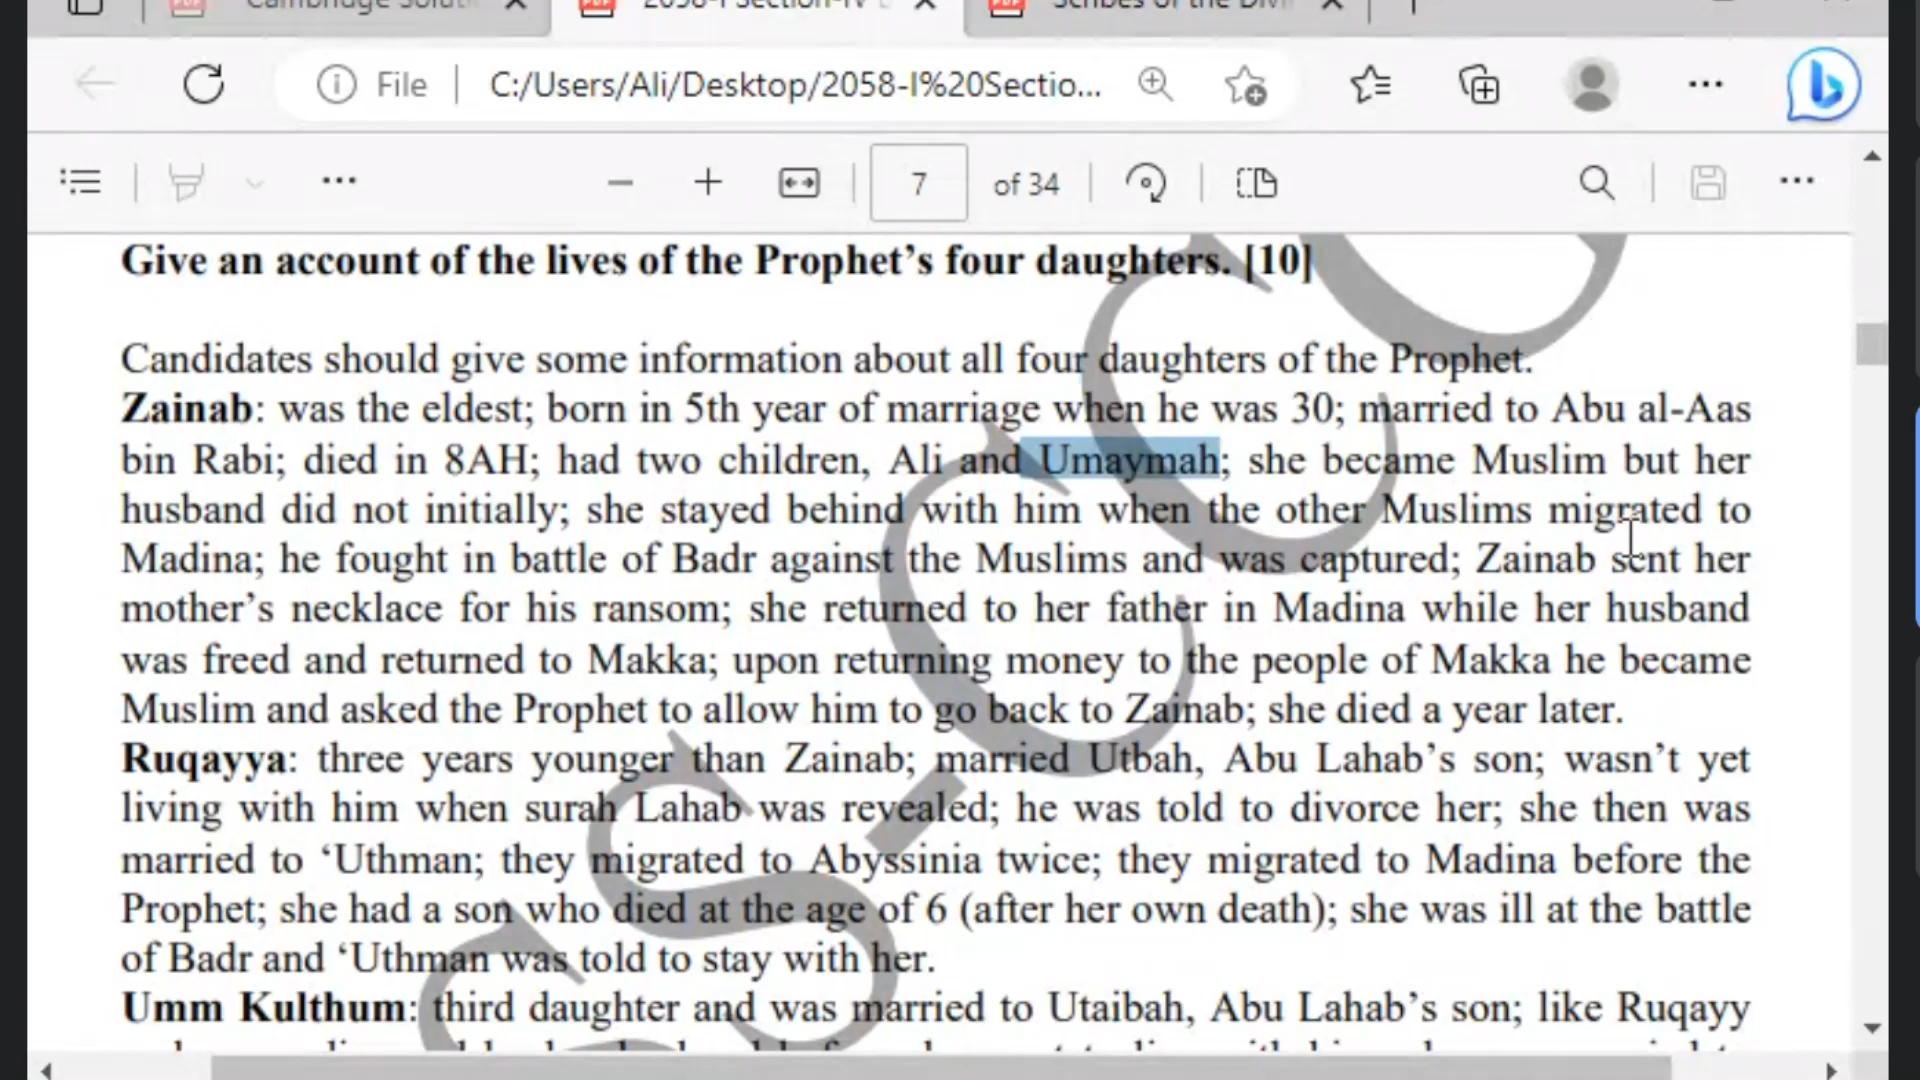 File
C:/Users/Ali/Desktop/2058-I%20Sectio...
7 of 34
Give an account of the lives of the Prophet’s four daughters. [10]
Candidates should give some information about all four daughters of the Prophet.
Zainab: was the eldest; born in 5th year of marriage when he was 30; married to Abu al-Aas
bin Rabi; died in 8AH; had two children, Ali and Umaymah; she became Muslim but her
husband did not initially; she stayed behind with him when the other Muslims migrated to
Madina; he fought in battle of Badr against the Muslims and was captured; Zainab sent her
mother’s necklace for his ransom; she returned to her father in Madina while her husband
was freed and returned to Makka; upon returning money to the people of Makka he became
Muslim and asked the Prophet to allow him to go back to Zainab; she died a year later.
Ruqayya: three years younger than Zainab; married Utbah, Abu Lahab’s son; wasn’t yet
living with him when surah Lahab was revealed; he was told to divorce her; she then was
married to ‘Uthman; they migrated to Abyssinia twice; they migrated to Madina before the
Prophet; she had a son who died at the age of 6 (after her own death); she was ill at the battle
of Badr and ‘Uthman was told to stay with her.
Umm Kulthum: third daughter and was married to Utaibah, Abu Lahab’s son; like Ruqayy